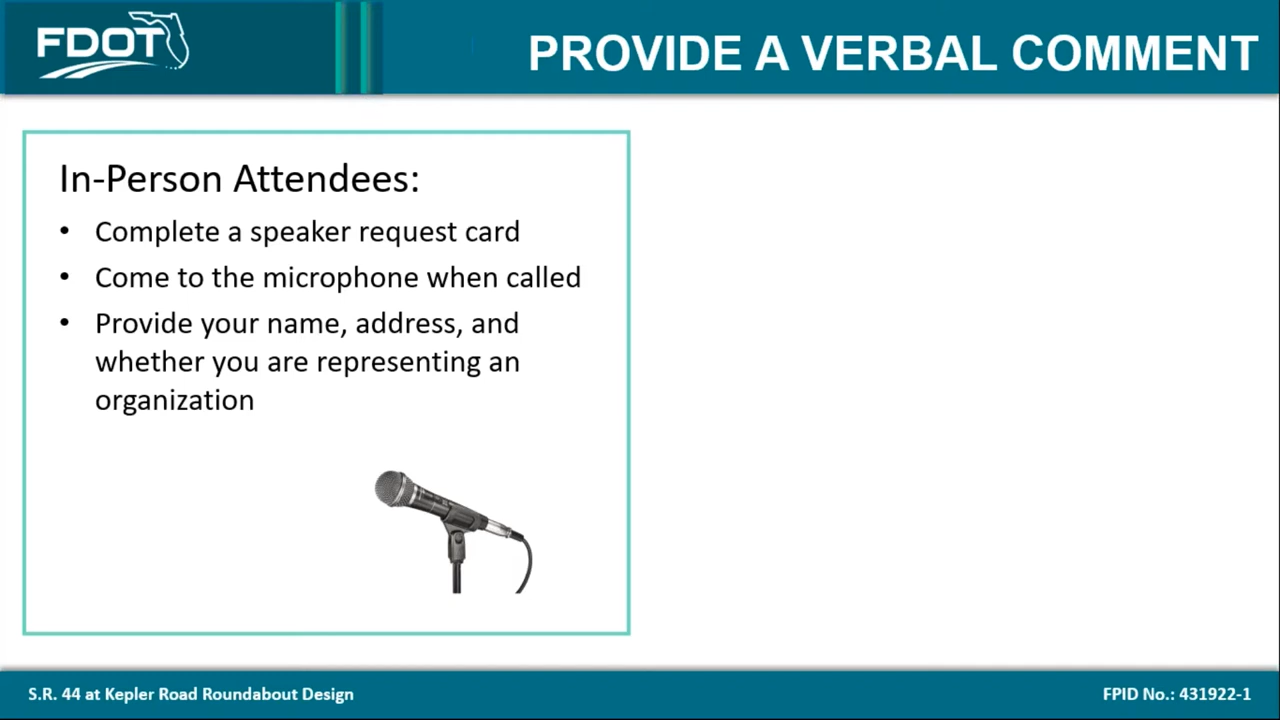 FDOT
PROVIDE A VERBAL COMMENT
In-Person Attendees:
• Complete a speaker request card
• Come to the microphone when called
• Provide your name, address, and
whether you are representing an
organization
S.R. 44 at Kepler Road Roundabout Design
FPID No.: 431922-1